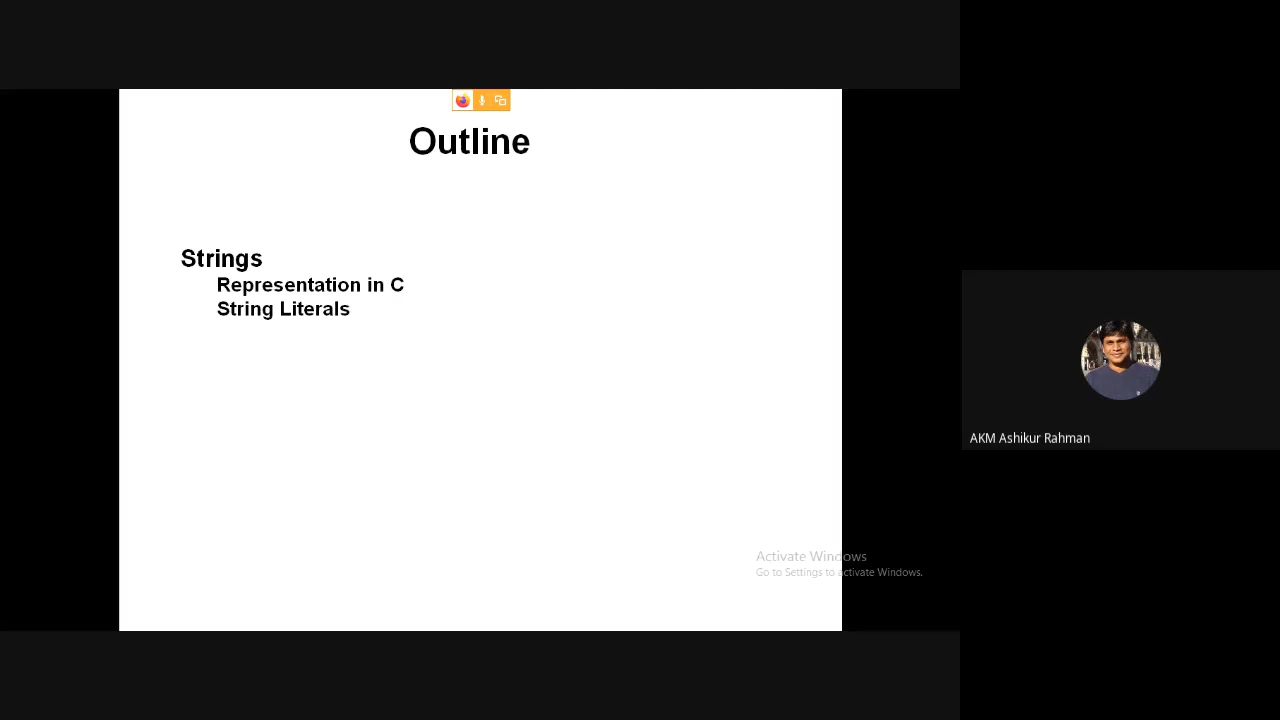 Outline
Strings
Representation in C
String Literals
AKM Ashikur Rahman
Activate Windows
Go to Settings to activate Windows.